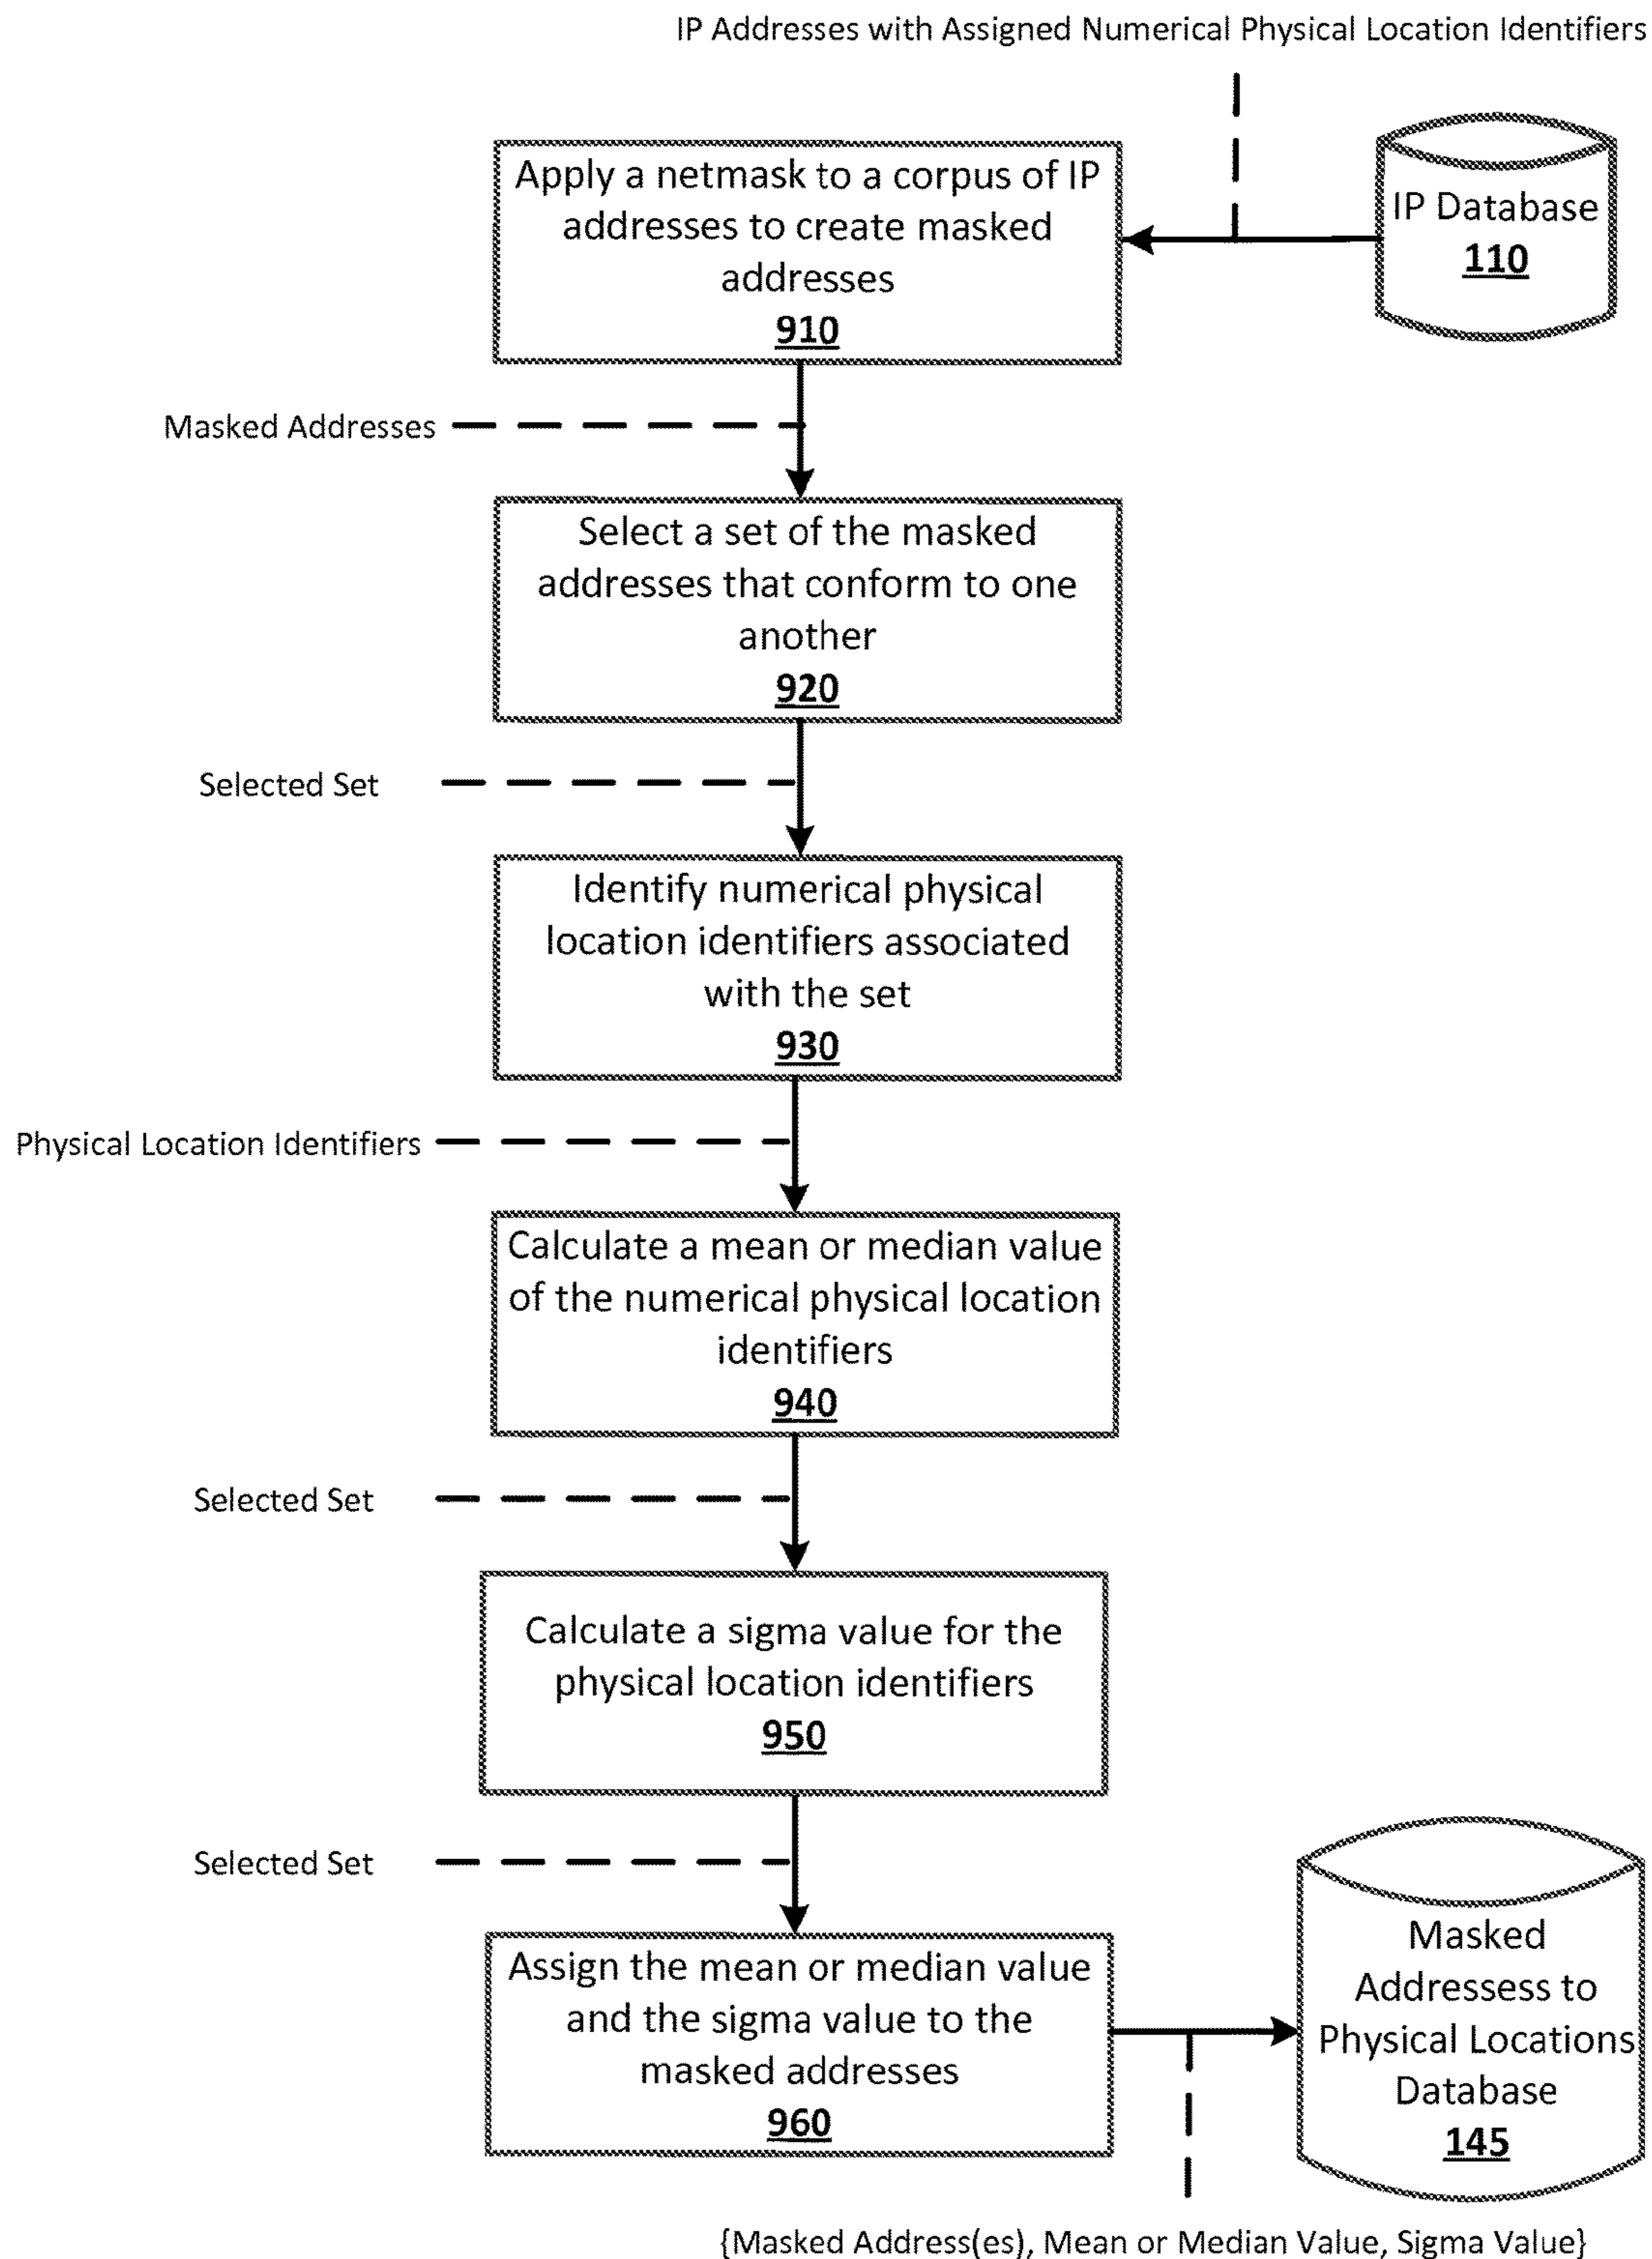 IP Addresses with Assigned Numerical Physical Location Identifiers
Apply a netmask to a corpus of IP
addresses to create masked
addresses
910
IP Database
110
Masked Addresses
Select a set of the masked
addresses that conform to one
another
920
Selected Set
Identify numerical physical
location identifiers associated
with the set
930
Physical Location Identifiers
Calculate a mean or median value
of the numerical physical location
identifiers
940
Selected Set
Calculate a sigma value for the
physical location identifiers
950
Selected Set
Assign the mean or median value
and the sigma value to the
masked addresses
960
Masked
Addressess to
Physical Locations
Database
145
{Masked Address(es), Mean or Median Value, Sigma Value}